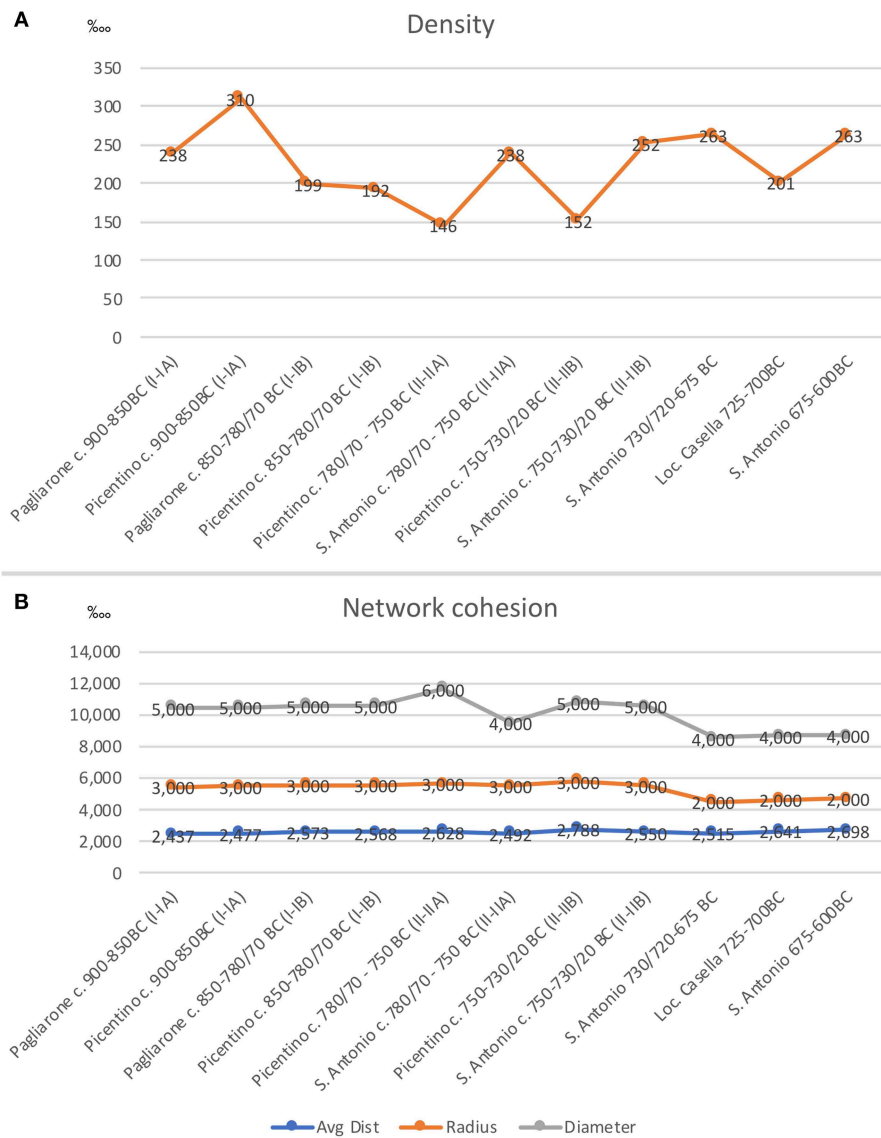 A
‱
Density
350
300
250
200
150
100
50
0
238
310
199
192
146
238
152
252
263
201
263
Pagliarone c. 900-850BC (I-IA)
Picentino c. 900-850BC (I-IA)
Pagliarone c. 850-780/70 BC (I-IB)
Picentino c. 850-780/70 BC (I-IB)
Picentino c. 780/70 - 750 BC (II-IIA)
S. Antonio c. 780/70 - 750 BC (II-IIA)
Picentino c. 750-730/20 BC (II-IIB)
S. Antonio c. 750-730/20 BC (II-IIB)
S. Antonio 730/720-675 BC
Loc. Casella 725-700BC
S. Antonio 675-600BC
B
‱
Network cohesion
14,000
12,000
10,000
8,000
6,000
4,000
2,000
0
5,000 5,000 5,000 5,000 6,000 4,000 5,000 5,000 4,000 4,000 4,000
3,000 3,000 3,000 3,000 3,000 3,000 3,000 3,000 2,000 2,000 2,000
2,437 2,477 2,573 2,568 2,628 2,492 2,788 2,550 2,515 2,641 2,698
Pagliarone c. 900-850BC (I-IA)
Picentino c. 900-850BC (I-IA)
Pagliarone c. 850-780/70 BC (I-IB)
Picentino c. 850-780/70 BC (I-IB)
Picentino c. 780/70 - 750 BC (II-IIA)
S. Antonio c. 780/70 - 750 BC (II-IIA)
Picentino c. 750-730/20 BC (II-IIB)
S. Antonio c. 750-730/20 BC (II-IIB)
S. Antonio 730/720-675 BC
Loc. Casella 725-700BC
S. Antonio 675-600BC
Avg Dist Radius Diameter